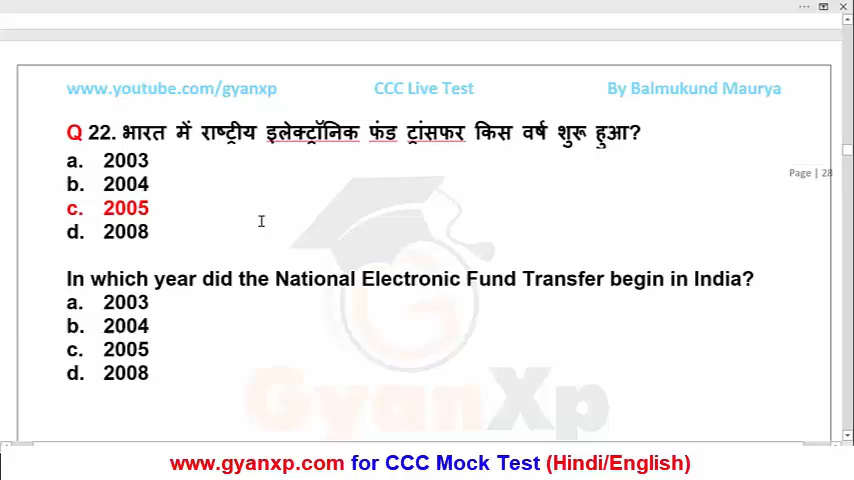 www.youtube.com/gyanxp CCC Live Test By Balmukund Maurya
Q 22. भारत में राष्ट्रीय इलेक्ट्रॉनिक फंड ट्रांसफर किस वर्ष शुरू हुआ?
a. 2003
Page | 28
b. 2004
c. 2005
d. 2008
In which year did the National Electronic Fund Transfer begin in India?
a. 2003
b. 2004
c. 2005
d. 2008
GyanXp
www.gyanxp.com for CCC Mock Test (Hindi/English)